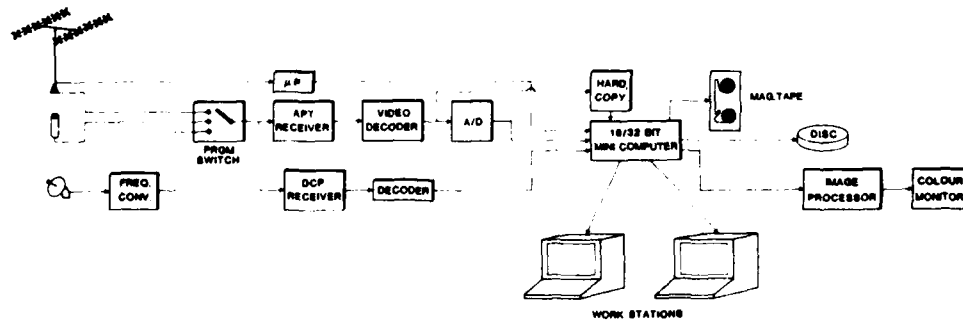 μP
HARD
COPY
MAG.TAPE
APT
RECEIVER
VIDEO
DECODER
A/D
16/32 BIT
MINI COMPUTER
DISC
PRGM
SWITCH
FREQ.
CONV.
DCP
RECEIVER
DECODER
IMAGE
PROCESSOR
COLOUR
MONITOR
WORK STATIONS